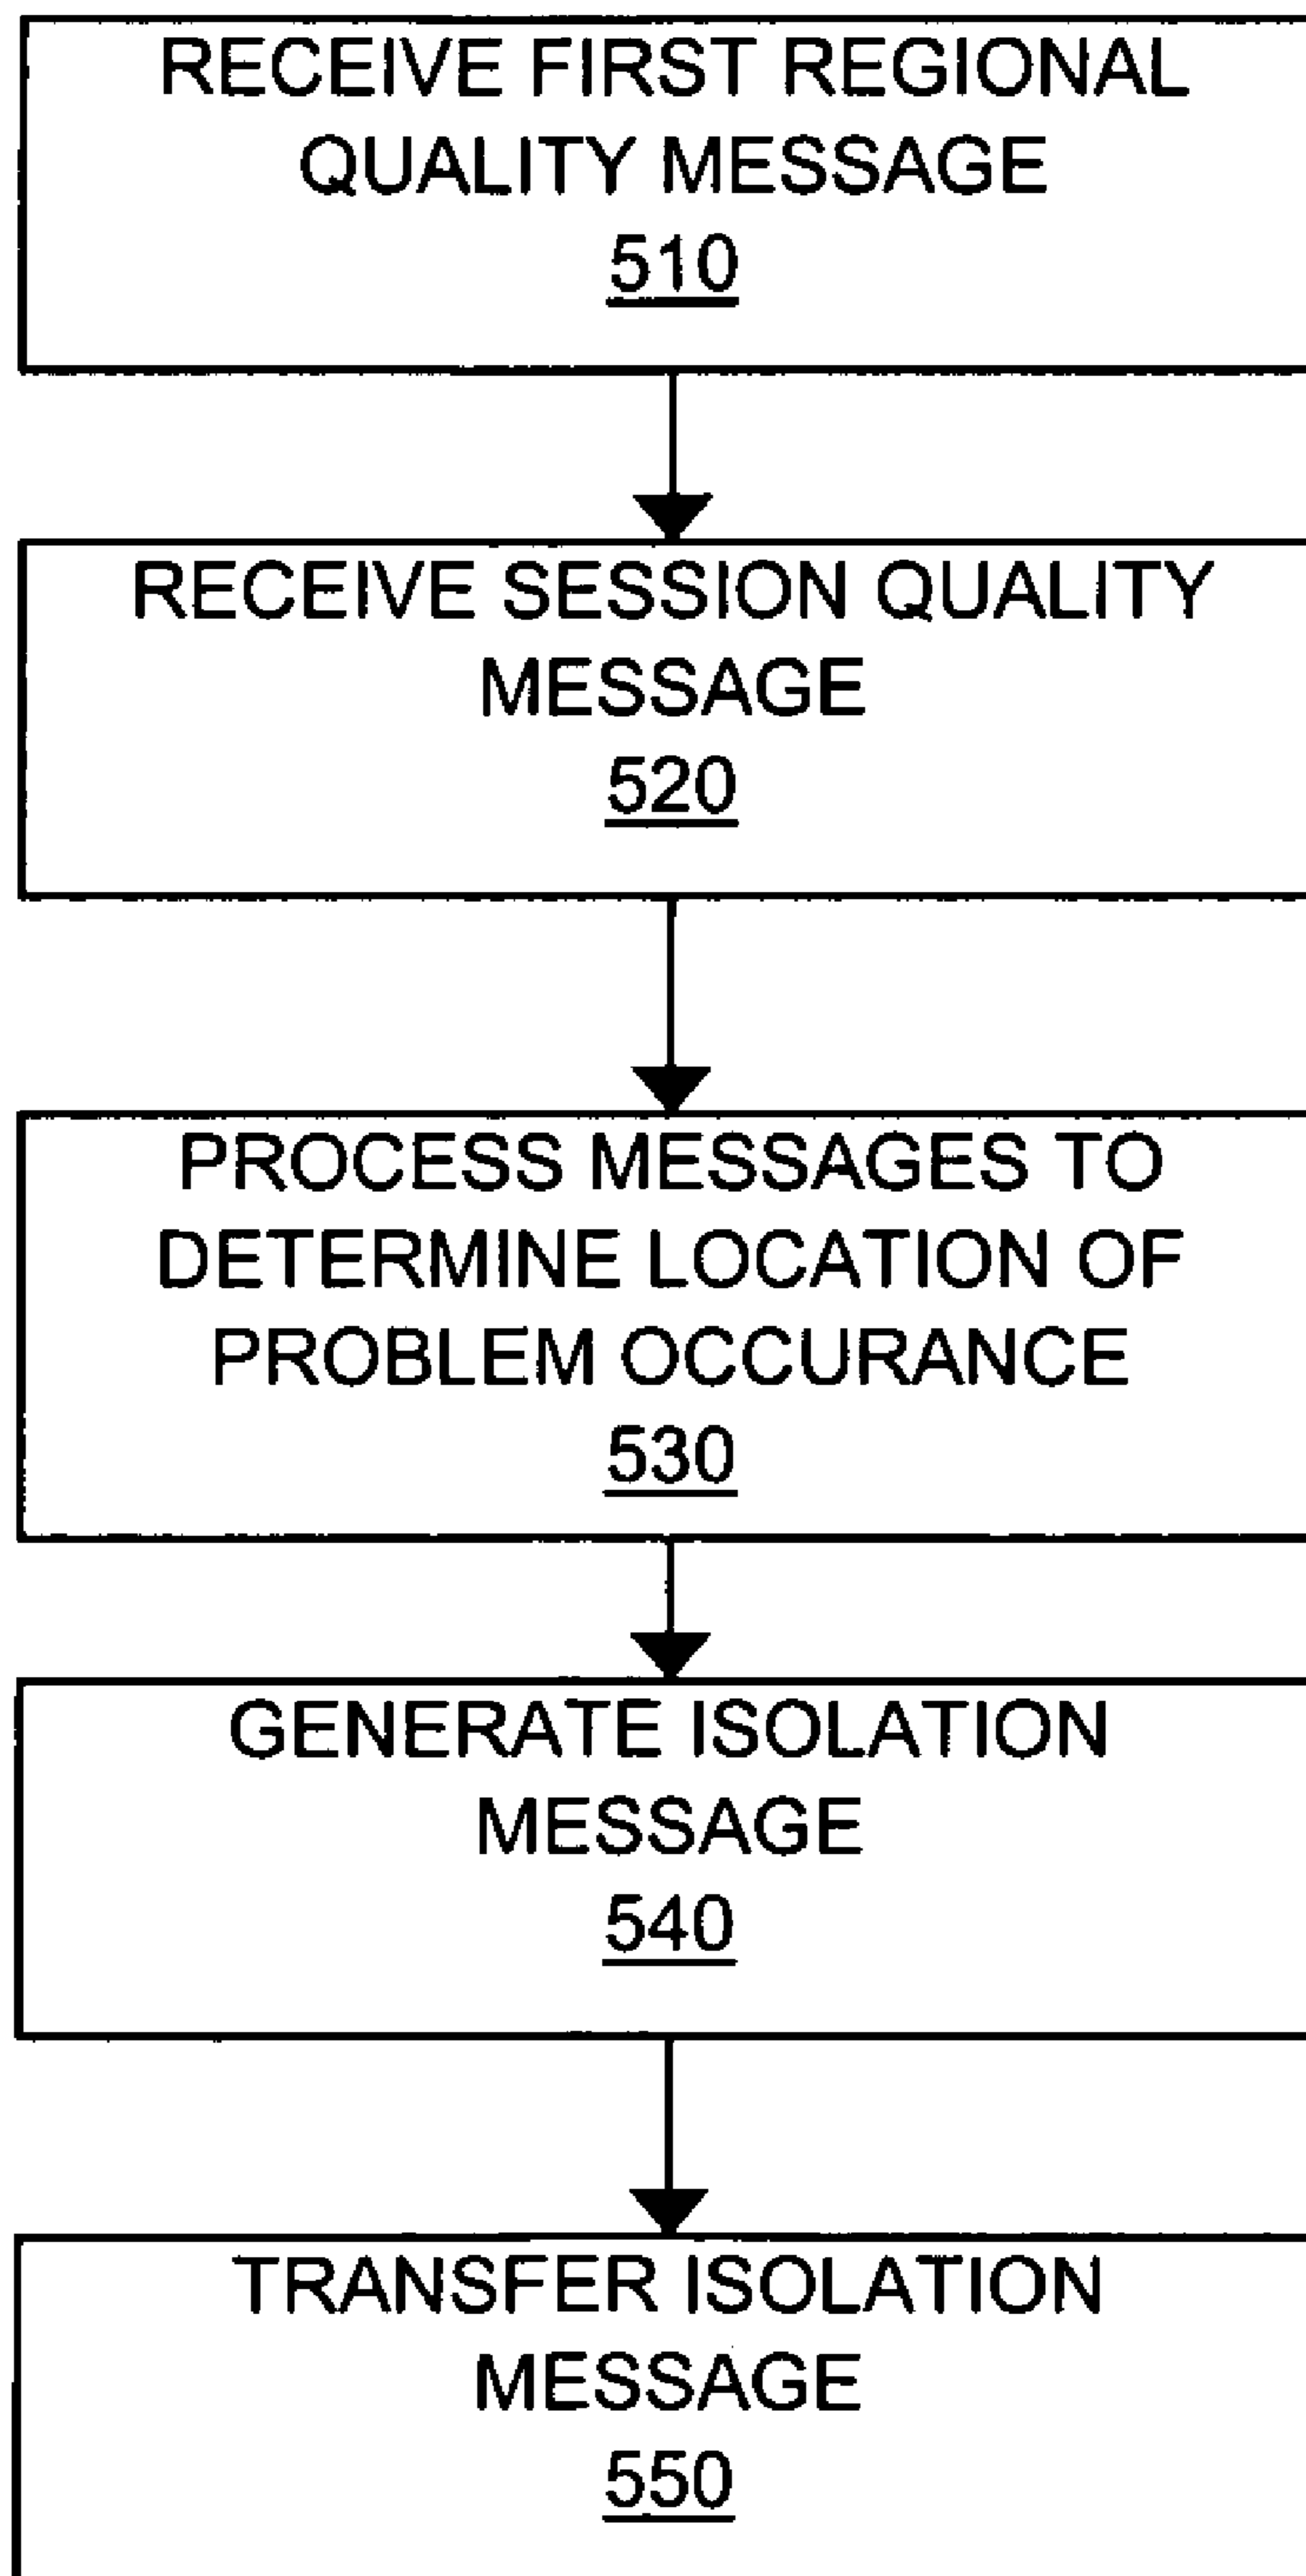 RECEIVE FIRST REGIONAL
QUALITY MESSAGE
510
RECEIVE SESSION QUALITY
MESSAGE
520
PROCESS MESSAGES TO
DETERMINE LOCATION OF
PROBLEM OCCURANCE
530
GENERATE ISOLATION
MESSAGE
540
TRANSFER ISOLATION
MESSAGE
550